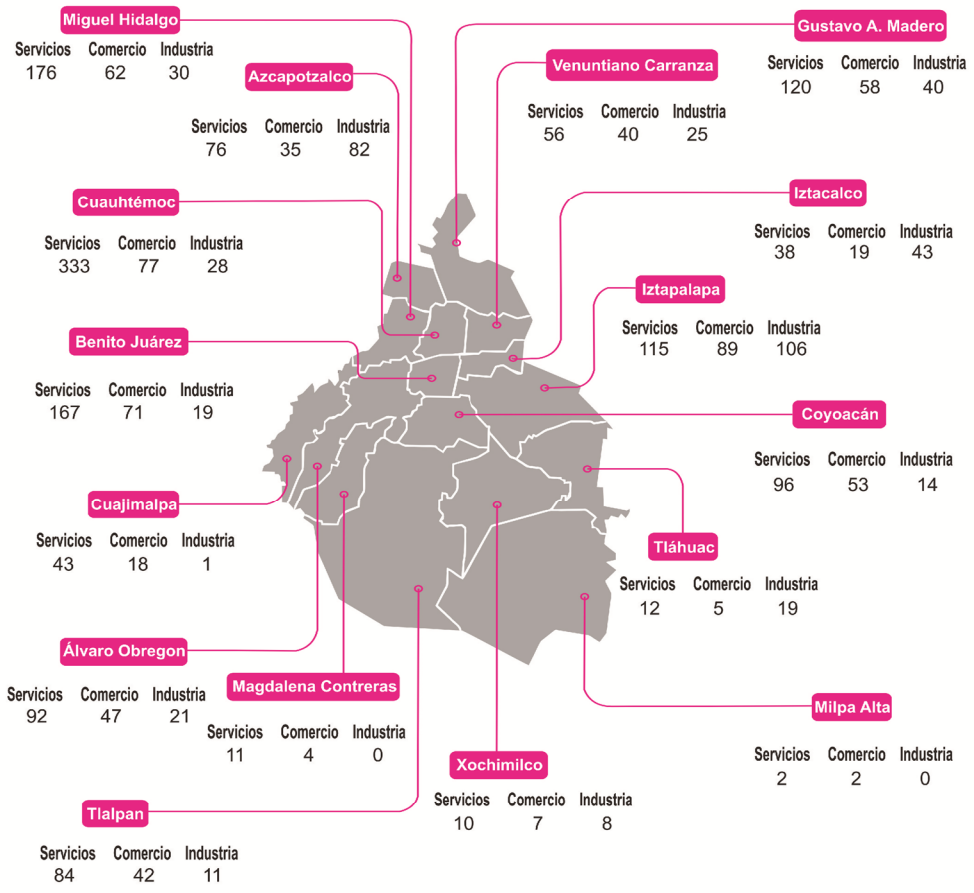 Miguel Hidalgo
Servicios Comercio Industria
176 62 30
Gustavo A. Madero
Servicios Comercio Industria
120 58 40
Azcapotzalco
Servicios Comercio Industria
76 35 82
Venuntiano Carranza
Servicios Comercio Industria
56 40 25
Cuauhtémoc
Servicios Comercio Industria
333 77 28
Iztacalco
Servicios Comercio Industria
38 19 43
Iztapalapa
Servicios Comercio Industria
115 89 106
Benito Juárez
Servicios Comercio Industria
167 71 19
Coyoacán
Servicios Comercio Industria
96 53 14
Cuajimalpa
Servicios Comercio Industria
43 18 1
Tláhuac
Servicios Comercio Industria
12 5 19
Álvaro Obregon
Servicios Comercio Industria
92 47 21
Magdalena Contreras
Servicios Comercio Industria
11 4 0
Milpa Alta
Servicios Comercio Industria
2 2 0
Xochimilco
Servicios Comercio Industria
10 7 8
Tlalpan
Servicios Comercio Industria
84 42 11